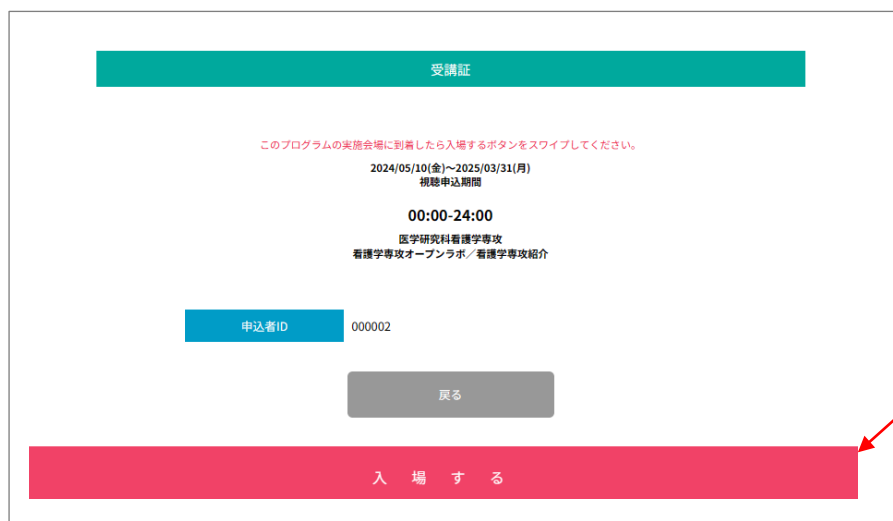 受講証
このプログラムの実施会場に到着したら入場するボタンをスワイプしてください。
2024/05/10(金)～2025/03/31(月)
視聴申込期間
00:00-24:00
医学研究科看護学専攻
看護学専攻オープンラボ／看護学専攻紹介
申込者ID 000002
戻る
入場する